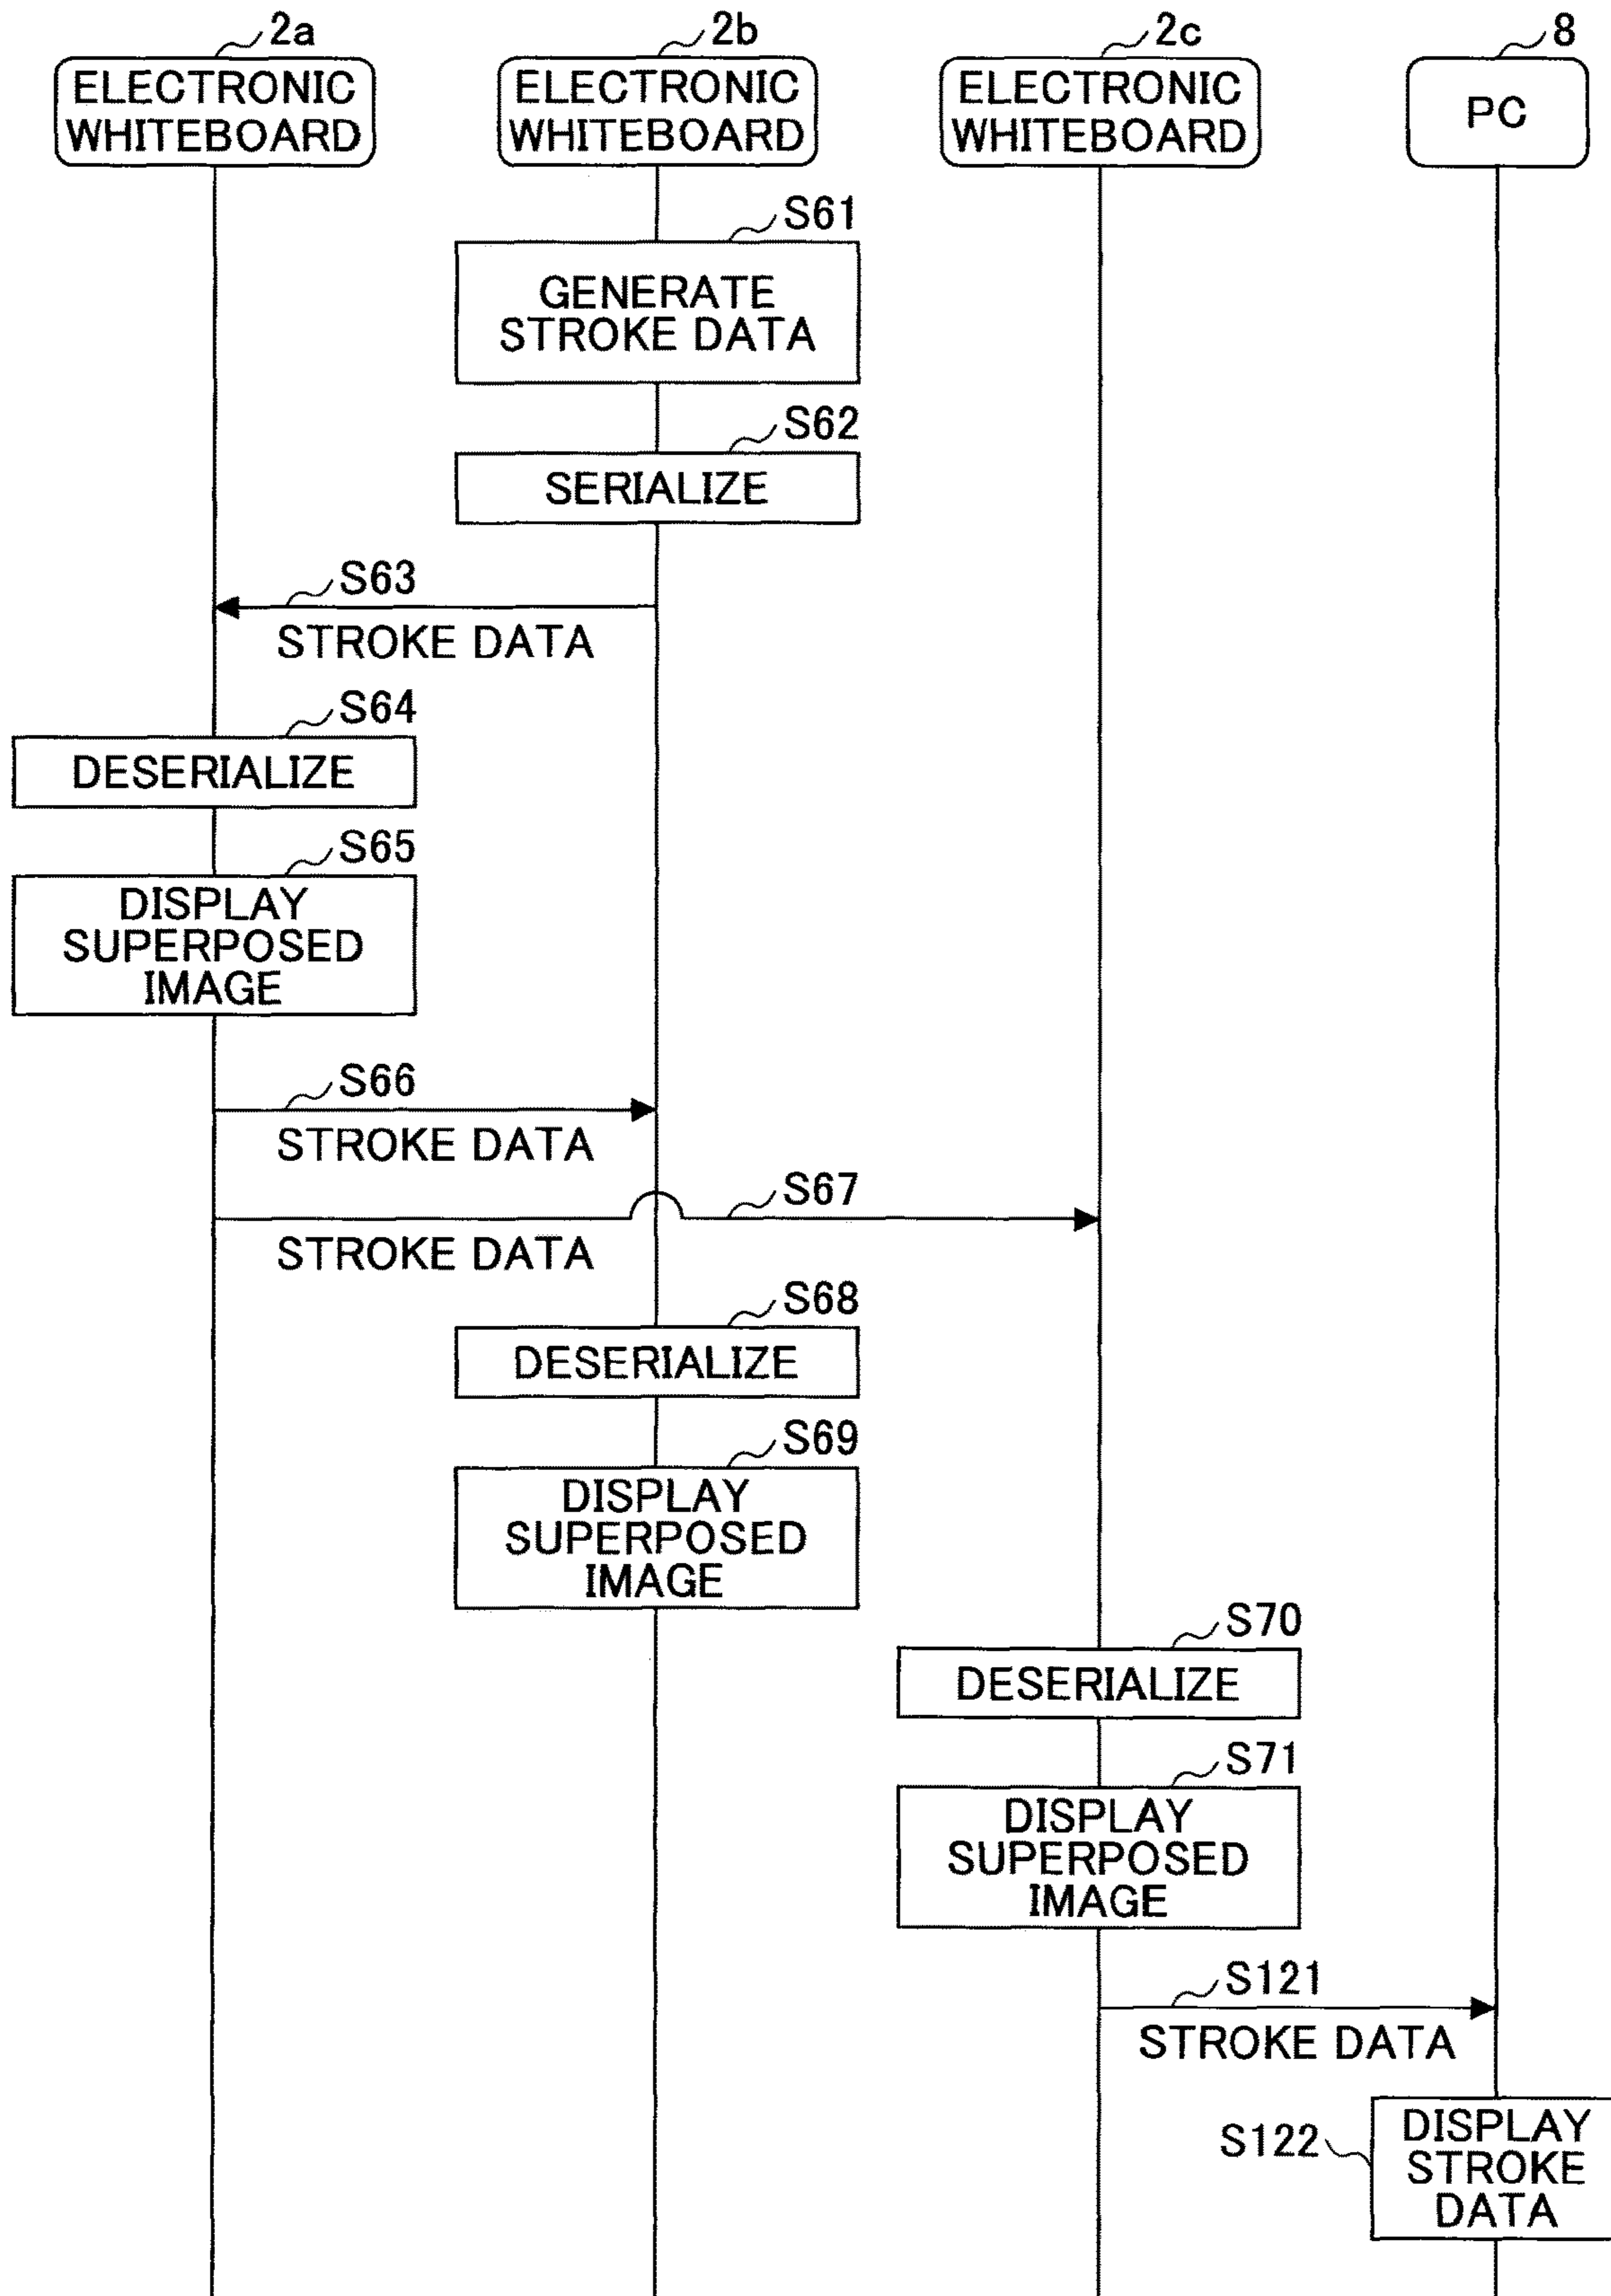 2a
ELECTRONIC
WHITEBOARD
2b
ELECTRONIC
WHITEBOARD
2c
ELECTRONIC
WHITEBOARD
8
PC
S61
GENERATE
STROKE DATA
S62
SERIALIZE
S63
STROKE DATA
S64
DESERIALIZE
S65
DISPLAY
SUPERPOSED
IMAGE
S66
STROKE DATA
S67
STROKE DATA
S68
DESERIALIZE
S69
DISPLAY
SUPERPOSED
IMAGE
S70
DESERIALIZE
S71
DISPLAY
SUPERPOSED
IMAGE
S121
STROKE DATA
S122
DISPLAY
STROKE
DATA